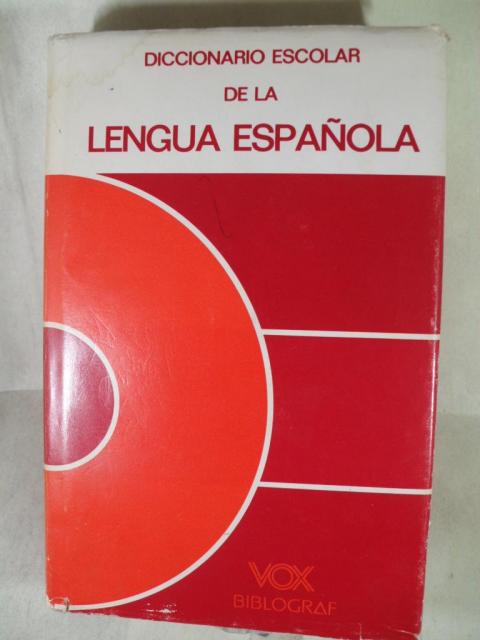 DICCIONARIO ESCOLAR
DE LA
LENGUA ESPAÑOLA
VOX
BIBLOGRAF